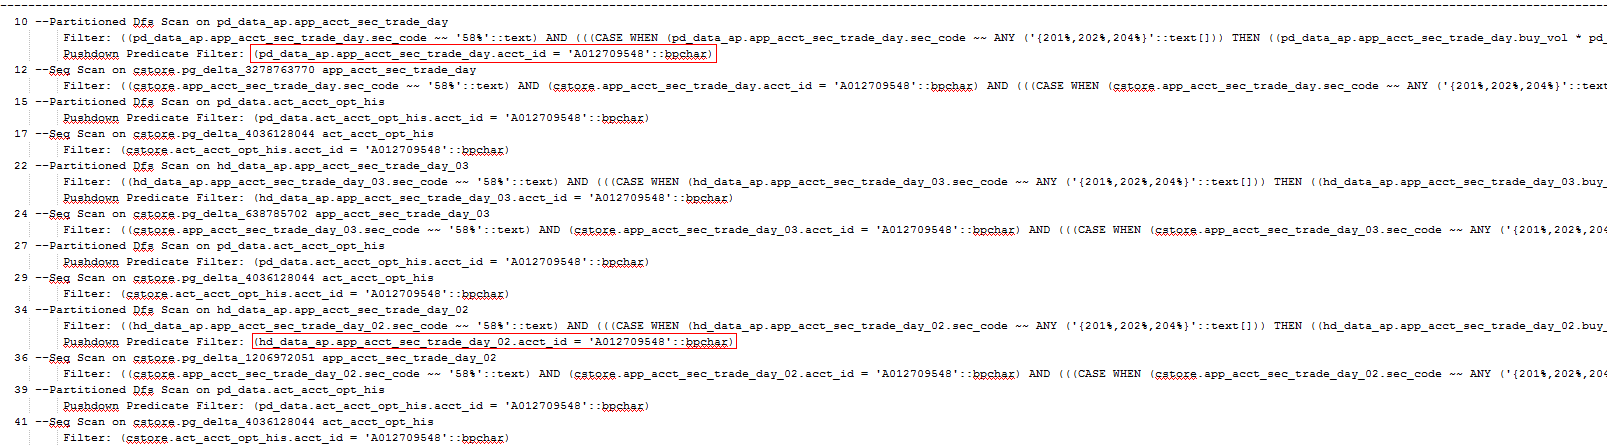 10 --Partitioned Dfs Scan on pd_data_ap.app_acct_sec_trade_day
Filter: ((pd_data_ap.app_acct_sec_trade_day.sec_code ~~ '58%'::text) AND (((CASE WHEN (pd_data_ap.app_acct_sec_trade_day.sec_code ~~ ANY ('{201%,202%,204%}'::text[])) THEN ((pd_data_ap.app_acct_sec_trade_day.buy_vol * pd_
Pushdown Predicate Filter: (pd_data_ap.app_acct_sec_trade_day.acct_id = 'A012709548'::bpchar)
12 --Seq Scan on cstore.pg_delta_3278763770 app_acct_sec_trade_day
Filter: ((cstore.app_acct_sec_trade_day.sec_code ~~ '58%'::text) AND (cstore.app_acct_sec_trade_day.acct_id = 'A012709548'::bpchar) AND (((CASE WHEN (cstore.app_acct_sec_trade_day.sec_code ~~ ANY ('{201%,202%,204%}'::text
15 --Partitioned Dfs Scan on pd_data.act_acct_opt_his
Pushdown Predicate Filter: (pd_data.act_acct_opt_his.acct_id = 'A012709548'::bpchar)
17 --Seq Scan on cstore.pg_delta_4036128044 act_acct_opt_his
Filter: (cstore.act_acct_opt_his.acct_id = 'A012709548'::bpchar)
22 --Partitioned Dfs Scan on hd_data_ap.app_acct_sec_trade_day_03
Filter: ((hd_data_ap.app_acct_sec_trade_day_03.sec_code ~~ '58%'::text) AND (((CASE WHEN (hd_data_ap.app_acct_sec_trade_day_03.sec_code ~~ ANY ('{201%,202%,204%}'::text[])) THEN ((hd_data_ap.app_acct_sec_trade_day_03.buy_
Pushdown Predicate Filter: (hd_data_ap.app_acct_sec_trade_day_03.acct_id = 'A012709548'::bpchar)
24 --Seq Scan on cstore.pg_delta_638785702 app_acct_sec_trade_day_03
Filter: ((cstore.app_acct_sec_trade_day_03.sec_code ~~ '58%'::text) AND (cstore.app_acct_sec_trade_day_03.acct_id = 'A012709548'::bpchar) AND (((CASE WHEN (cstore.app_acct_sec_trade_day_03.sec_code ~~ ANY ('{201%,202%,204
27 --Partitioned Dfs Scan on pd_data.act_acct_opt_his
Pushdown Predicate Filter: (pd_data.act_acct_opt_his.acct_id = 'A012709548'::bpchar)
29 --Seq Scan on cstore.pg_delta_4036128044 act_acct_opt_his
Filter: (cstore.act_acct_opt_his.acct_id = 'A012709548'::bpchar)
34 --Partitioned Dfs Scan on hd_data_ap.app_acct_sec_trade_day_02
Filter: ((hd_data_ap.app_acct_sec_trade_day_02.sec_code ~~ '58%'::text) AND (((CASE WHEN (hd_data_ap.app_acct_sec_trade_day_02.sec_code ~~ ANY ('{201%,202%,204%}'::text[])) THEN ((hd_data_ap.app_acct_sec_trade_day_02.buy_
Pushdown Predicate Filter: (hd_data_ap.app_acct_sec_trade_day_02.acct_id = 'A012709548'::bpchar)
36 --Seq Scan on cstore.pg_delta_1206972051 app_acct_sec_trade_day_02
Filter: ((cstore.app_acct_sec_trade_day_02.sec_code ~~ '58%'::text) AND (cstore.app_acct_sec_trade_day_02.acct_id = 'A012709548'::bpchar) AND (((CASE WHEN (cstore.app_acct_sec_trade_day_02.sec_code ~~ ANY ('{201%,202%,204
39 --Partitioned Dfs Scan on pd_data.act_acct_opt_his
Pushdown Predicate Filter: (pd_data.act_acct_opt_his.acct_id = 'A012709548'::bpchar)
41 --Seq Scan on cstore.pg_delta_4036128044 act_acct_opt_his
Filter: (cstore.act_acct_opt_his.acct_id = 'A012709548'::bpchar)